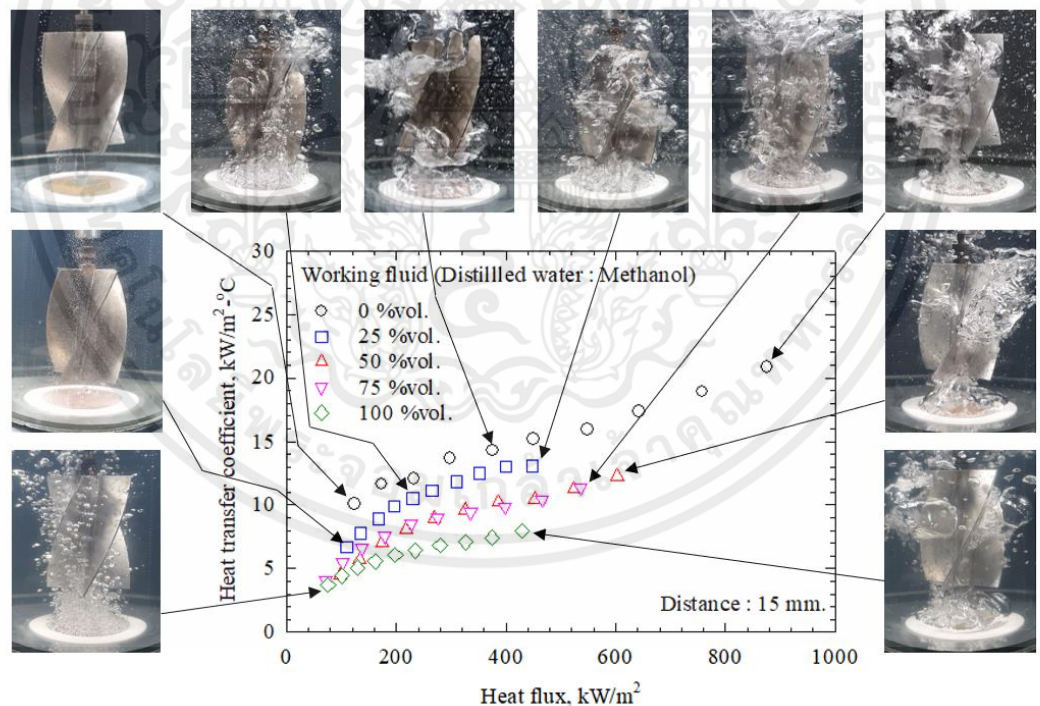 30
25
20
15
10
5
0
Heat transfer coefficient, kW/m²-°C
Working fluid (Distillled water : Methanol)
0 %vol.
25 %vol.
50 %vol.
75 %vol.
100 %vol.
Distance : 15 mm.
0 200 400 600 800 1000
Heat flux, kW/m²